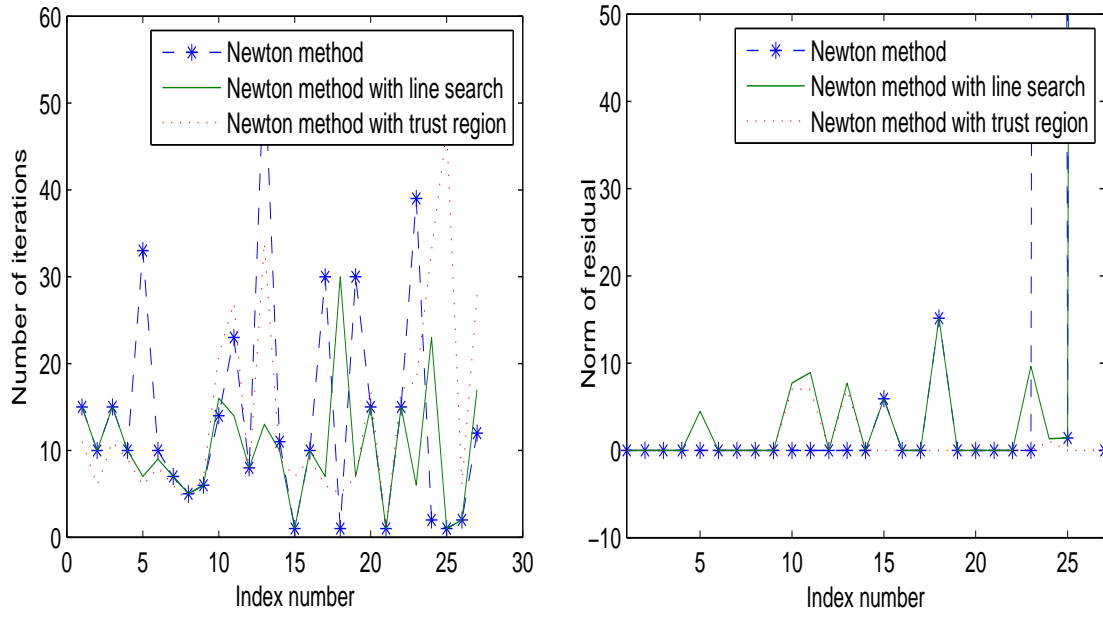 60
50
40
30
20
10
0
0 5 10 15 20 25 30
Number of iterations
Index number
Newton method
Newton method with line search
Newton method with trust region
50
40
30
20
10
0
−10
5 10 15 20 25
Norm of residual
Index number
Newton method
Newton method with line search
Newton method with trust region